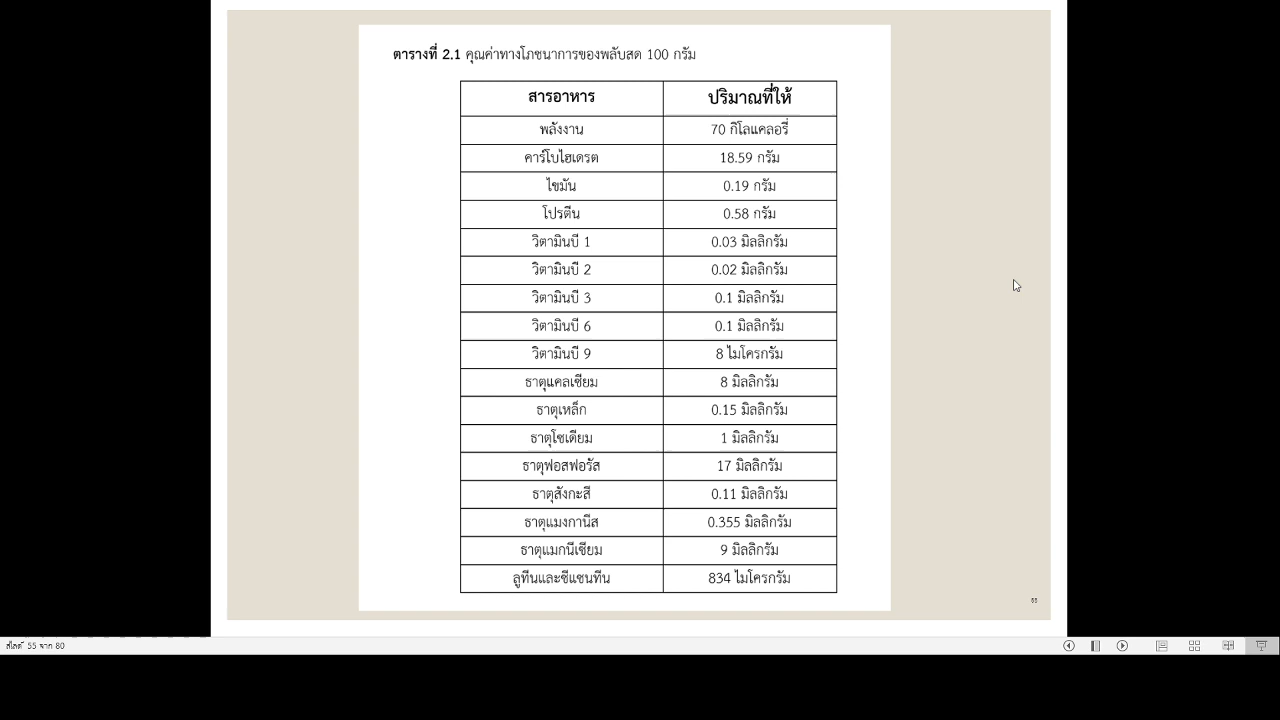 ตารางที่ 2.1 คุณค่าทางโภชนาการของพลับสด 100 กรัม
สารอาหาร ปริมาณที่ให้
พลังงาน 70 กิโลแคลอรี่
คาร์โบไฮเดรต 18.59 กรัม
ไขมัน 0.19 กรัม
โปรตีน 0.58 กรัม
วิตามินบี 1 0.03 มิลลิกรัม
วิตามินบี 2 0.02 มิลลิกรัม
วิตามินบี 3 0.1 มิลลิกรัม
วิตามินบี 6 0.1 มิลลิกรัม
วิตามินบี 9 8 ไมโครกรัม
ธาตุแคลเซียม 8 มิลลิกรัม
ธาตุเหล็ก 0.15 มิลลิกรัม
ธาตุโซเดียม 1 มิลลิกรัม
ธาตุฟอสฟอรัส 17 มิลลิกรัม
ธาตุสังกะสี 0.11 มิลลิกรัม
ธาตุแมงกานีส 0.355 มิลลิกรัม
ธาตุแมกนีเซียม 9 มิลลิกรัม
ลูทีนและซีแซนทีน 834 ไมโครกรัม
55
สไลด์ 55 จาก 80